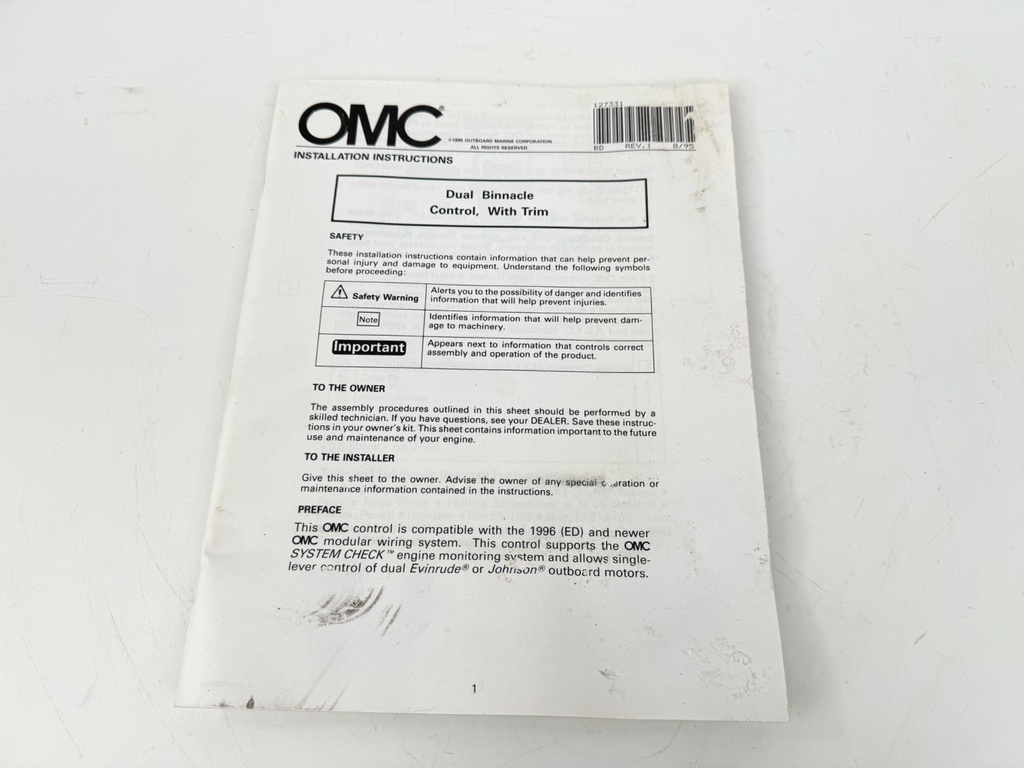 OMC®
127331
©1995 OUTBOARD MARINE CORPORATION.
ALL RIGHTS RESERVED.
BD REV.1 8/95
INSTALLATION INSTRUCTIONS
Dual Binnacle
Control, With Trim
SAFETY
These installation instructions contain information that can help prevent per-
sonal injury and damage to equipment. Understand the following symbols
before proceeding:
Safety Warning
Alerts you to the possibility of danger and identifies
information that will help prevent injuries.
Note
Identifies information that will help prevent dam-
age to machinery.
Important
Appears next to information that controls correct
assembly and operation of the product.
TO THE OWNER
The assembly procedures outlined in this sheet should be performed by a
skilled technician. If you have questions, see your DEALER. Save these instruc-
tions in your owner's kit. This sheet contains information important to the future
use and maintenance of your engine.
TO THE INSTALLER
Give this sheet to the owner. Advise the owner of any special or
maintenance information contained in the instructions.
PREFACE
This OMC control is compatible with the 1996 (ED) and newer
OMC modular wiring system. This control supports the OMC
SYSTEM CHECK™ engine monitoring system and allows single-
lever control of dual Evinrude® or Johnson® outboard motors.
1